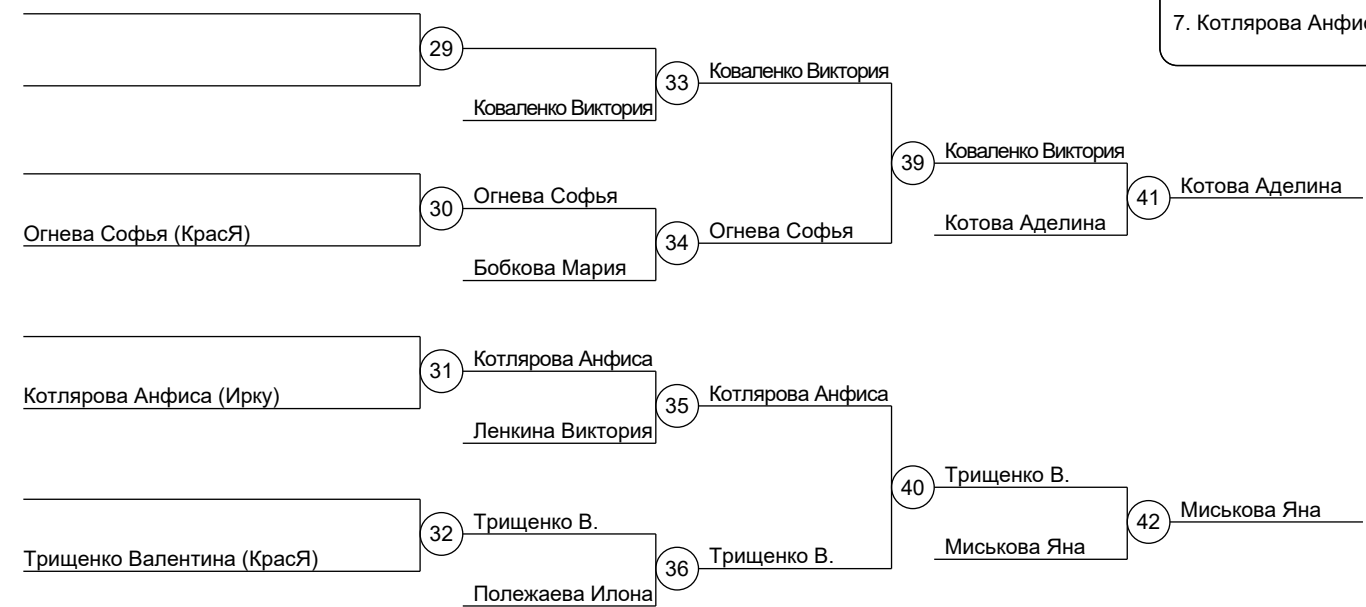 7. Котлярова Анфис
29
33
Коваленко Виктория
Коваленко Виктория
39
Коваленко Виктория
30
Огнева Софья
41
Котова Аделина
Огнева Софья (КрасЯ)
34
Огнева Софья
Котова Аделина
Бобкова Мария
31
Котлярова Анфиса
Котлярова Анфиса (Ирку)
35
Котлярова Анфиса
Ленкина Виктория
40
Трищенко В.
32
Трищенко В.
42
Миськова Яна
Трищенко Валентина (КрасЯ)
36
Трищенко В.
Миськова Яна
Полежаева Илона